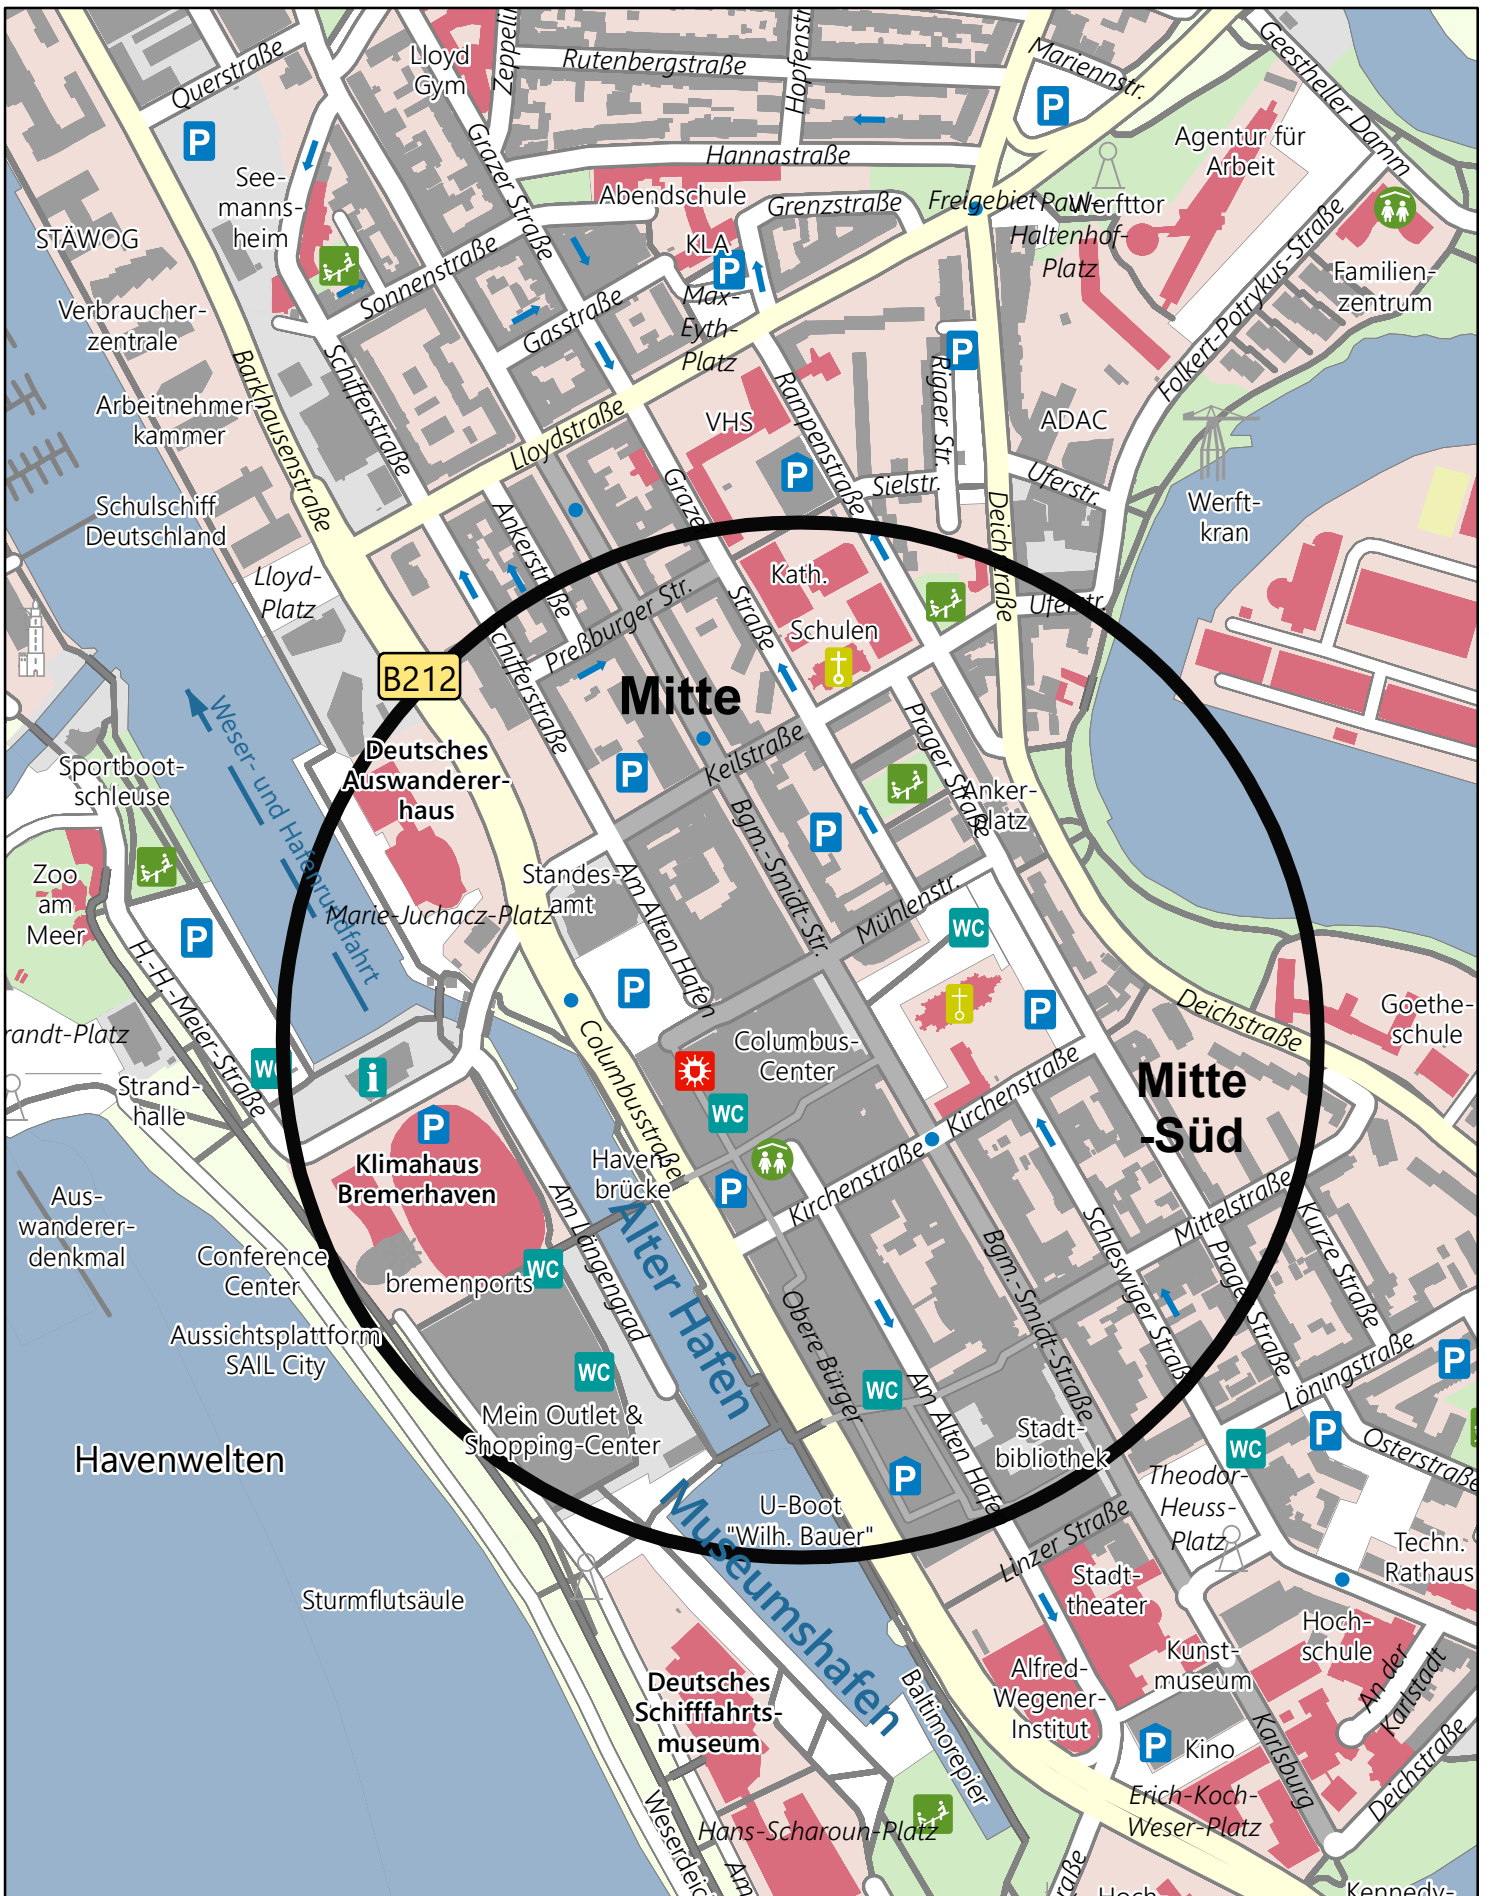 Querstraße
Lloyd
Gym
Rutenbergstraße
Hopfenstr
Mariennstr.
Geestheller Damm
P
P
Grazer Straße
Hannastraße
Agentur für
Arbeit
See-
manns-
heim
Abendschule
Grenzstraße
Freigebiet
Werfttor
Paul-
Haltenhof-
Platz
STÄWOG
KLA
P
Sonnenstraße
Familien-
zentrum
Verbraucher-
zentrale
Gasstraße
Max-
Eyth-
Platz
Folkert-Potrykus-Straße
P
Barkhausenstraße
Schifferstraße
Rampenstraße
Rigaer Str.
Arbeitnehmer-
kammer
Lloydstraße
VHS
ADAC
P
Sielstr.
Uferstr.
Schulschiff
Deutschland
Werft-
kran
Ankerstraße
Grazer
Straße
Deichstraße
Lloyd-
Platz
Kath.
Schulen
Uferstr.
Preßburger Str.
B212
Schifferstraße
Mitte
Weser- und Hafenrundfahrt
Deutsches
Auswanderer-
haus
Sportboot-
schleuse
P
Keilstraße
Prager Straße
Anker-
platz
P
Bgm.-Smidt-Str.
Zoo
am
Meer
Standes-
amt
Am Alten Hafen
Marie-Juchacz-Platz
Mühlenstr.
WC
P
H.-H.-Meier-Straße
P
P
Deichstraße
Goethe-
schule
randt-Platz
Columbusstraße
Columbus-
Center
WC
i
Strand-
halle
WC
Mitte
-Süd
P
Kirchenstraße
Klimahaus
Bremerhaven
Haven-
brücke
P
Kirchenstraße
Aus-
wanderer-
denkmal
Am Längengrad
Alter Hafen
Bgm.-Smidt-Straße
Schleswiger Straße
Mittelstraße
Prager Straße
Kurze Straße
Conference
Center
bremenports
WC
Obere Bürger
Aussichtsplattform
SAIL City
WC
WC
Am Alten Hafen
Löningstraße
P
Mein Outlet &
Shopping-Center
Stadt-
bibliothek
WC
P
Osterstraße
Havenwelten
Theodor-
Heuss-
Platz
Museumshafen
U-Boot
"Wilh. Bauer"
P
Linzer Straße
Techn.
Rathaus
Sturmflutsäule
Stadt-
theater
Hoch-
schule
Kunst-
museum
Alfred-
Wegener-
Institut
An der
Karlstadt
Deutsches
Schifffahrts-
museum
Baltimorepier
P
Kino
Karlsburg
Deichstraße
Erich-Koch-
Weser-Platz
Hans-Scharoun-Platz
Weserdeich
Am
raße
Hoch-
Kennedy-